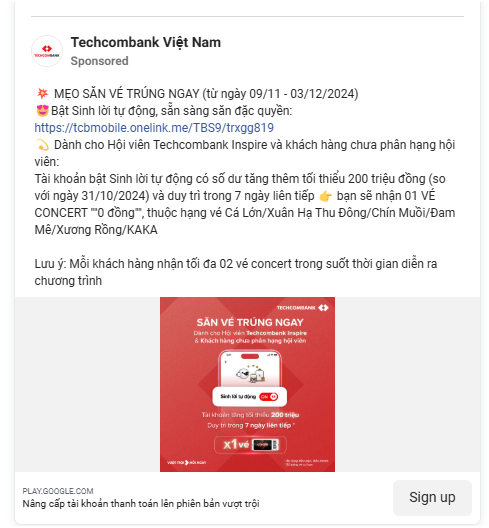 Techcombank Việt Nam
Sponsored
💥 MẸO SĂN VÉ TRÚNG NGAY (từ ngày 09/11 - 03/12/2024)
😍Bật Sinh lời tự động, sẵn sàng săn đặc quyền:
https://tcbmobile.onelink.me/TBS9/trxgg819
💫 Dành cho Hội viên Techcombank Inspire và khách hàng chưa phân hạng hội
viên:
Tài khoản bật Sinh lời tự động có số dư tăng thêm tối thiểu 200 triệu đồng (so
với ngày 31/10/2024) và duy trì trong 7 ngày liên tiếp 👉 bạn sẽ nhận 01 VÉ
CONCERT ""0 đồng"", thuộc hạng vé Cá Lớn/Xuân Hạ Thu Đông/Chín Muồi/Đam
Mê/Xương Rồng/KAKA
Lưu ý: Mỗi khách hàng nhận tối đa 02 vé concert trong suốt thời gian diễn ra
chương trình
TECHCOMBANK
SĂN VÉ TRÚNG NGAY
Dành cho Hội viên Techcombank Inspire
& Khách hàng chưa phân hạng hội viên
Sinh lời tự động ON
Tài khoản tăng tối thiểu 200 triệu
Duy trì trong 7 ngày liên tiếp *
x1 vé
VƯỢT TRỘI MỖI NGÀY
PLAY.GOOGLE.COM
Nâng cấp tài khoản thanh toán lên phiên bản vượt trội
Sign up